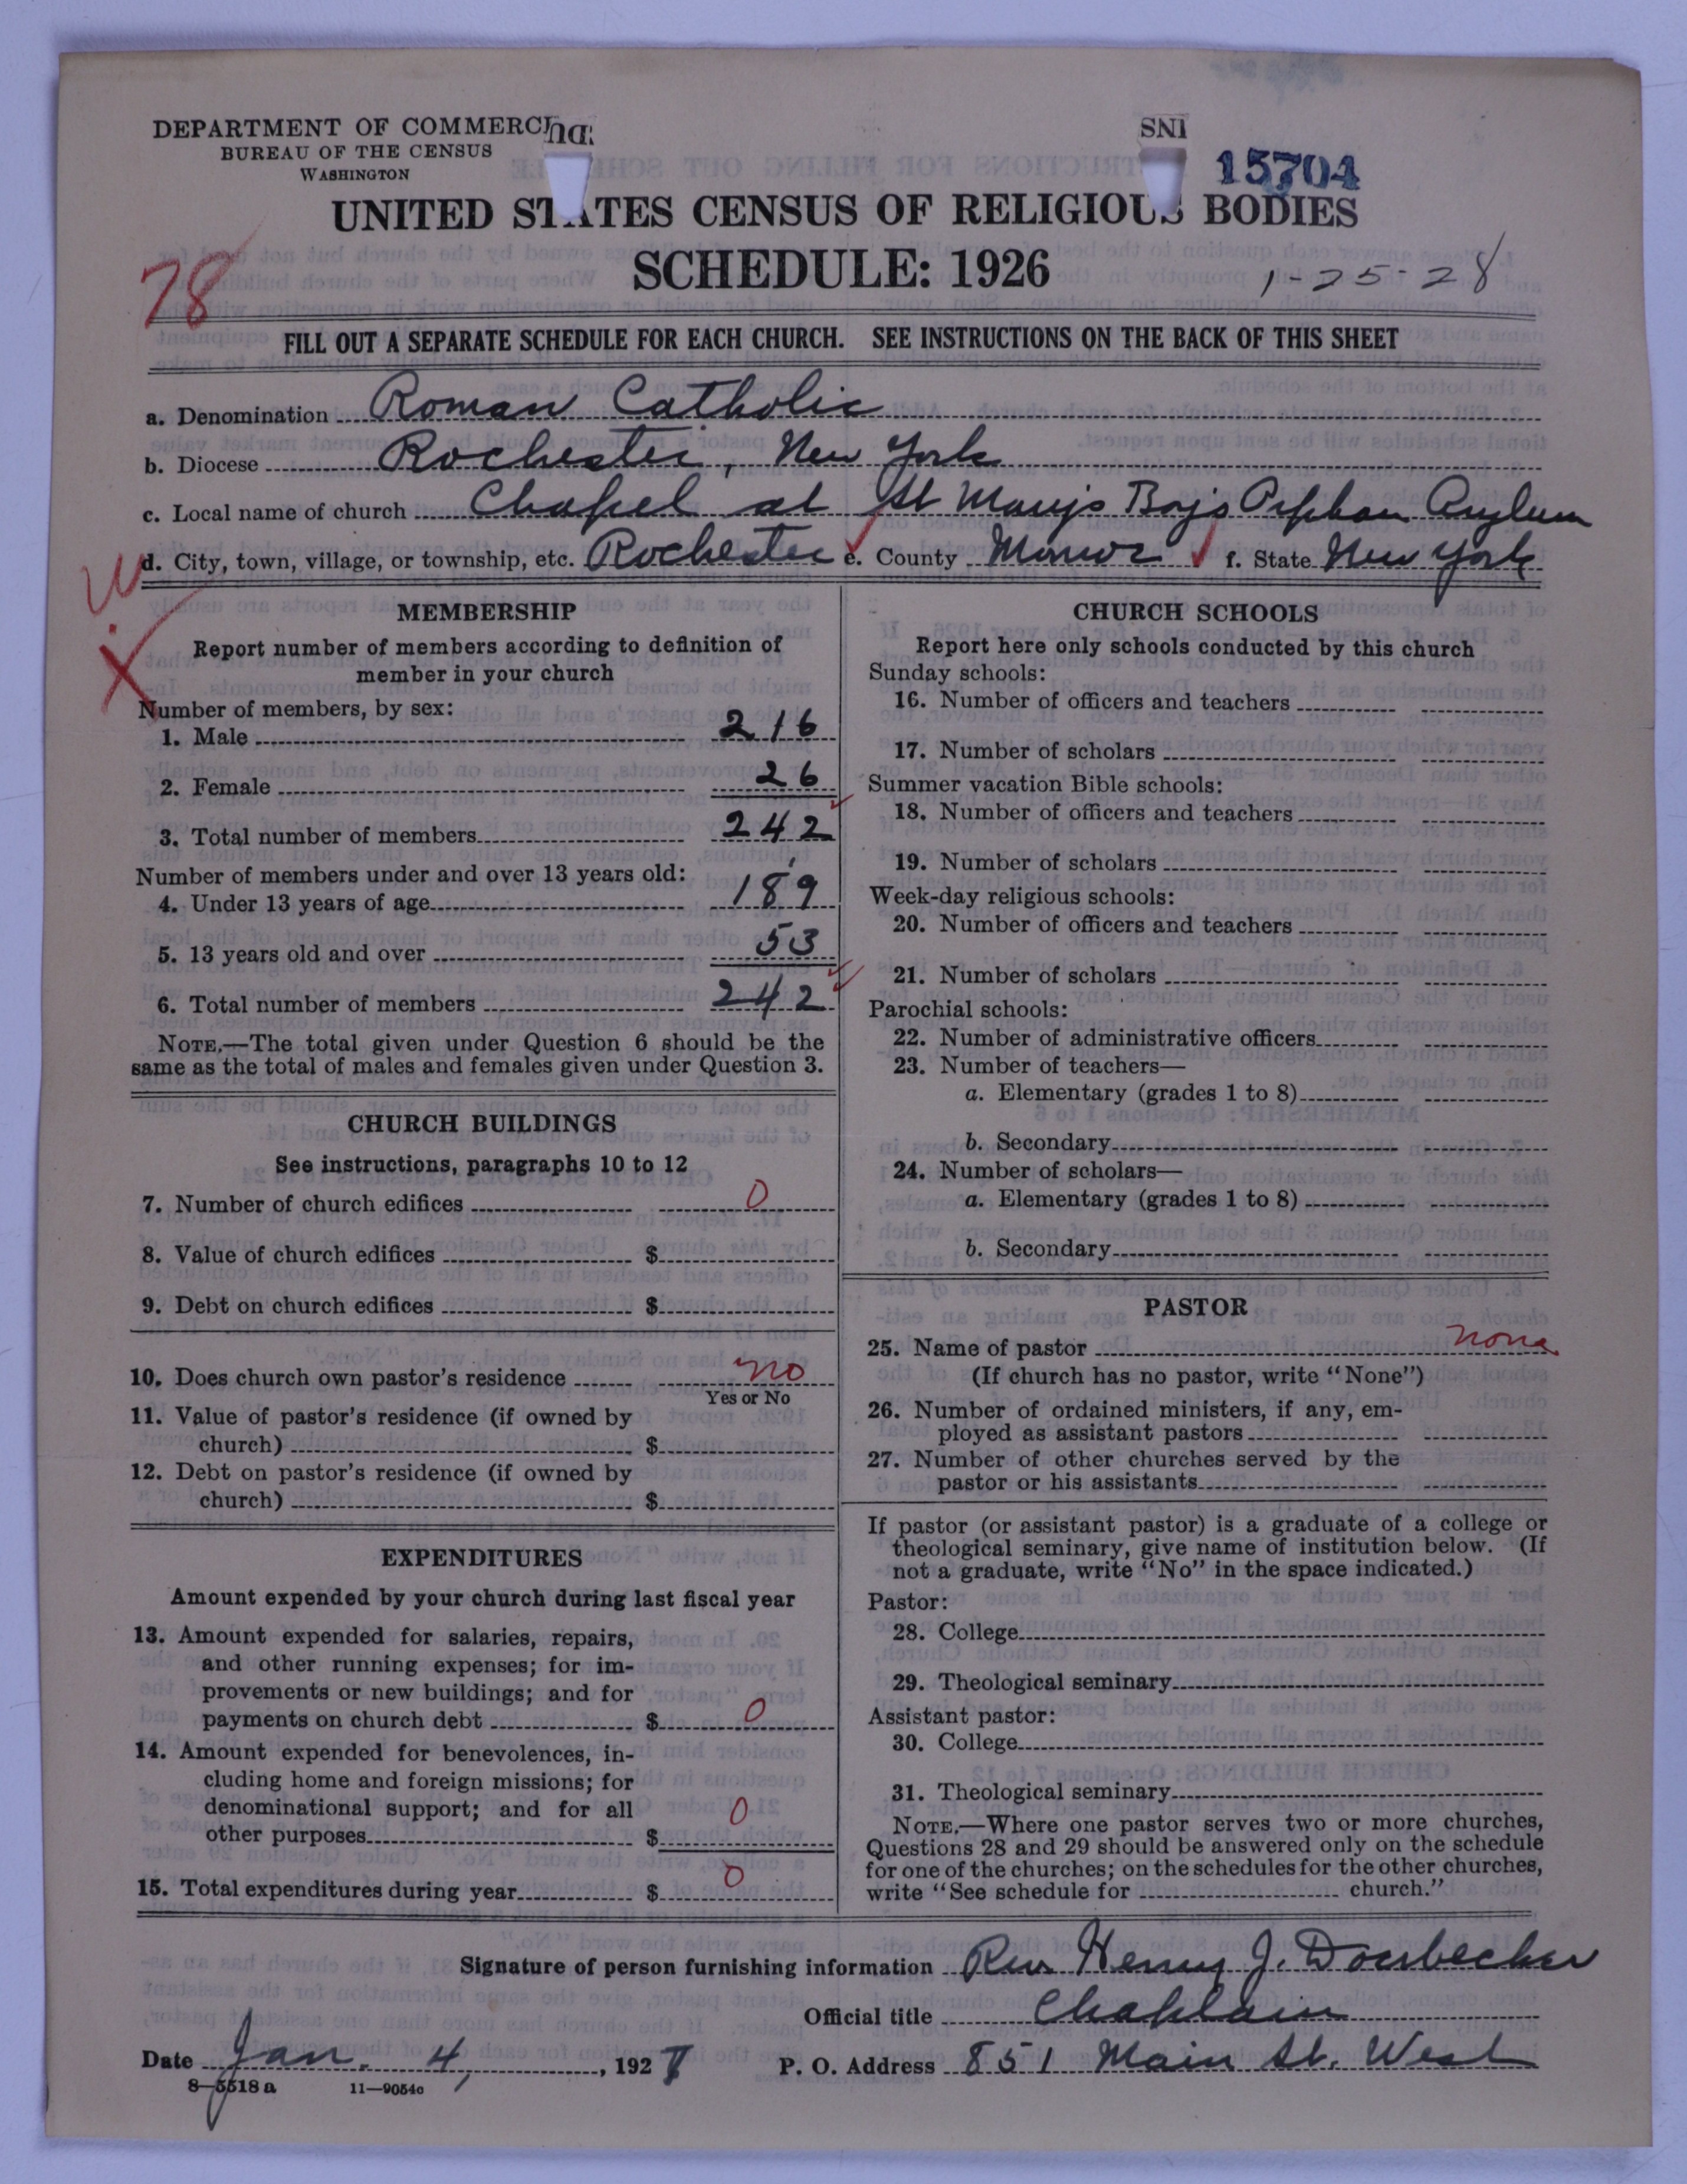 DEPARTMENT OF COMMERC
BUREAU OF THE CENSUS
WASHINGTON
SNI
15704
UNITED STATES CENSUS OF RELIGIOUS BODIES
SCHEDULE: 1926
78
1-25-28
FILL OUT A SEPARATE SCHEDULE FOR EACH CHURCH. SEE INSTRUCTIONS ON THE BACK OF THIS SHEET
a. Denomination Roman Catholic
b. Diocese Rochester, New York
c. Local name of church Chapel at St Marys Boys Orphan Asylum
d. City, town, village, or township, etc. Rochester e. County Monroe f. State New York
MEMBERSHIP
Report number of members according to definition of
member in your church
Number of members, by sex:
1. Male 216
2. Female 26
3. Total number of members 242
Number of members under and over 13 years old:
4. Under 13 years of age 189
5. 13 years old and over 53
6. Total number of members 242
NOTE.—The total given under Question 6 should be the
same as the total of males and females given under Question 3.
CHURCH BUILDINGS
See instructions, paragraphs 10 to 12
7. Number of church edifices 0
8. Value of church edifices $
9. Debt on church edifices $
10. Does church own pastor's residence no
Yes or No
11. Value of pastor's residence (if owned by
church) $
12. Debt on pastor's residence (if owned by
church) $
EXPENDITURES
Amount expended by your church during last fiscal year
13. Amount expended for salaries, repairs,
and other running expenses; for im-
provements or new buildings; and for
payments on church debt $ 0
14. Amount expended for benevolences, in-
cluding home and foreign missions; for
denominational support; and for all
other purposes $ 0
15. Total expenditures during year $ 0
CHURCH SCHOOLS
Report here only schools conducted by this church
Sunday schools:
16. Number of officers and teachers
17. Number of scholars
Summer vacation Bible schools:
18. Number of officers and teachers
19. Number of scholars
Week-day religious schools:
20. Number of officers and teachers
21. Number of scholars
Parochial schools:
22. Number of administrative officers
23. Number of teachers—
a. Elementary (grades 1 to 8)
b. Secondary
24. Number of scholars—
a. Elementary (grades 1 to 8)
b. Secondary
PASTOR
25. Name of pastor none
(If church has no pastor, write "None")
26. Number of ordained ministers, if any, em-
ployed as assistant pastors
27. Number of other churches served by the
pastor or his assistants
If pastor (or assistant pastor) is a graduate of a college or
theological seminary, give name of institution below. (If
not a graduate, write "No" in the space indicated.)
Pastor:
28. College
29. Theological seminary
Assistant pastor:
30. College
31. Theological seminary
NOTE.—Where one pastor serves two or more churches,
Questions 28 and 29 should be answered only on the schedule
for one of the churches; on the schedules for the other churches,
write "See schedule for church."
Signature of person furnishing information Rev Henry J. Doerbecker
Official title Chaplain
Date Jan. 4, 1928 P. O. Address 851 Main St. West
8—5518 a 11—9054c